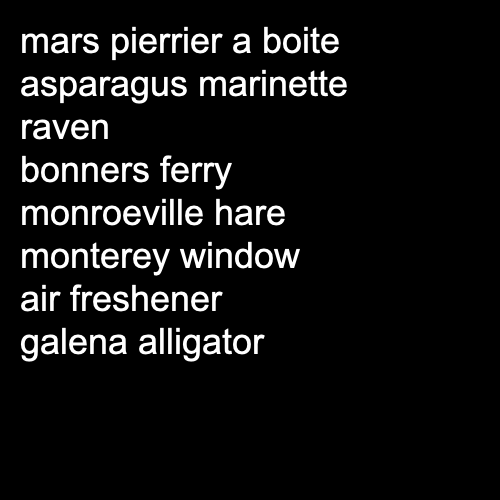 mars pierrier a boite
asparagus marinette
raven
bonners ferry
monroeville hare
monterey window
air freshener
galena alligator